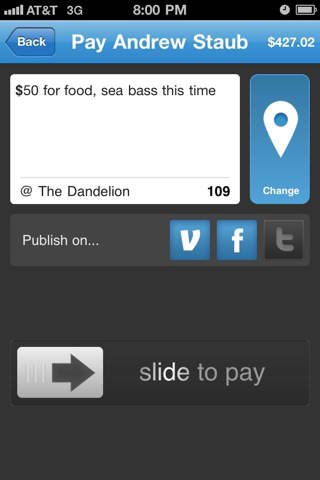 AT&T 3G 8:00 PM
Back Pay Andrew Staub $427.02
$50 for food, sea bass this time
@ The Dandelion 109
Change
Publish on... v f t
slide to pay